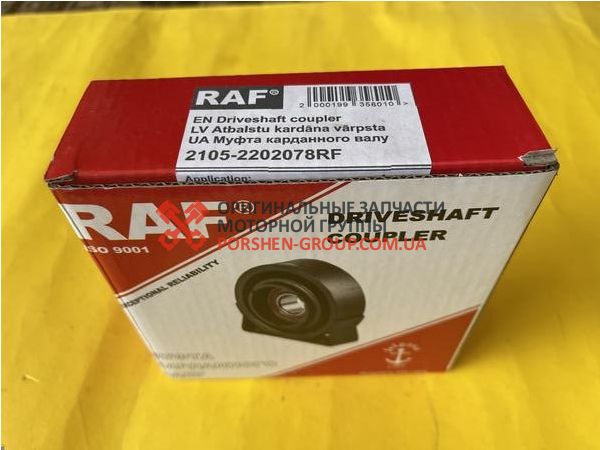 RAF®
2 000199 358010 >
EN Driveshaft coupler
LV Atbalstu kardāna vārpsta
UA Муфта карданного валу
2105-2202078RF
Application:
RAF®
ISO 9001
ОРИГИНАЛЬНЫЕ ЗАПЧАСТИ
МОТОРНОЙ ГРУППЫ
PORSHEN-GROUP.COM.UA
DRIVESHAFT
COUPLER
EXCEPTIONAL RELIABILITY